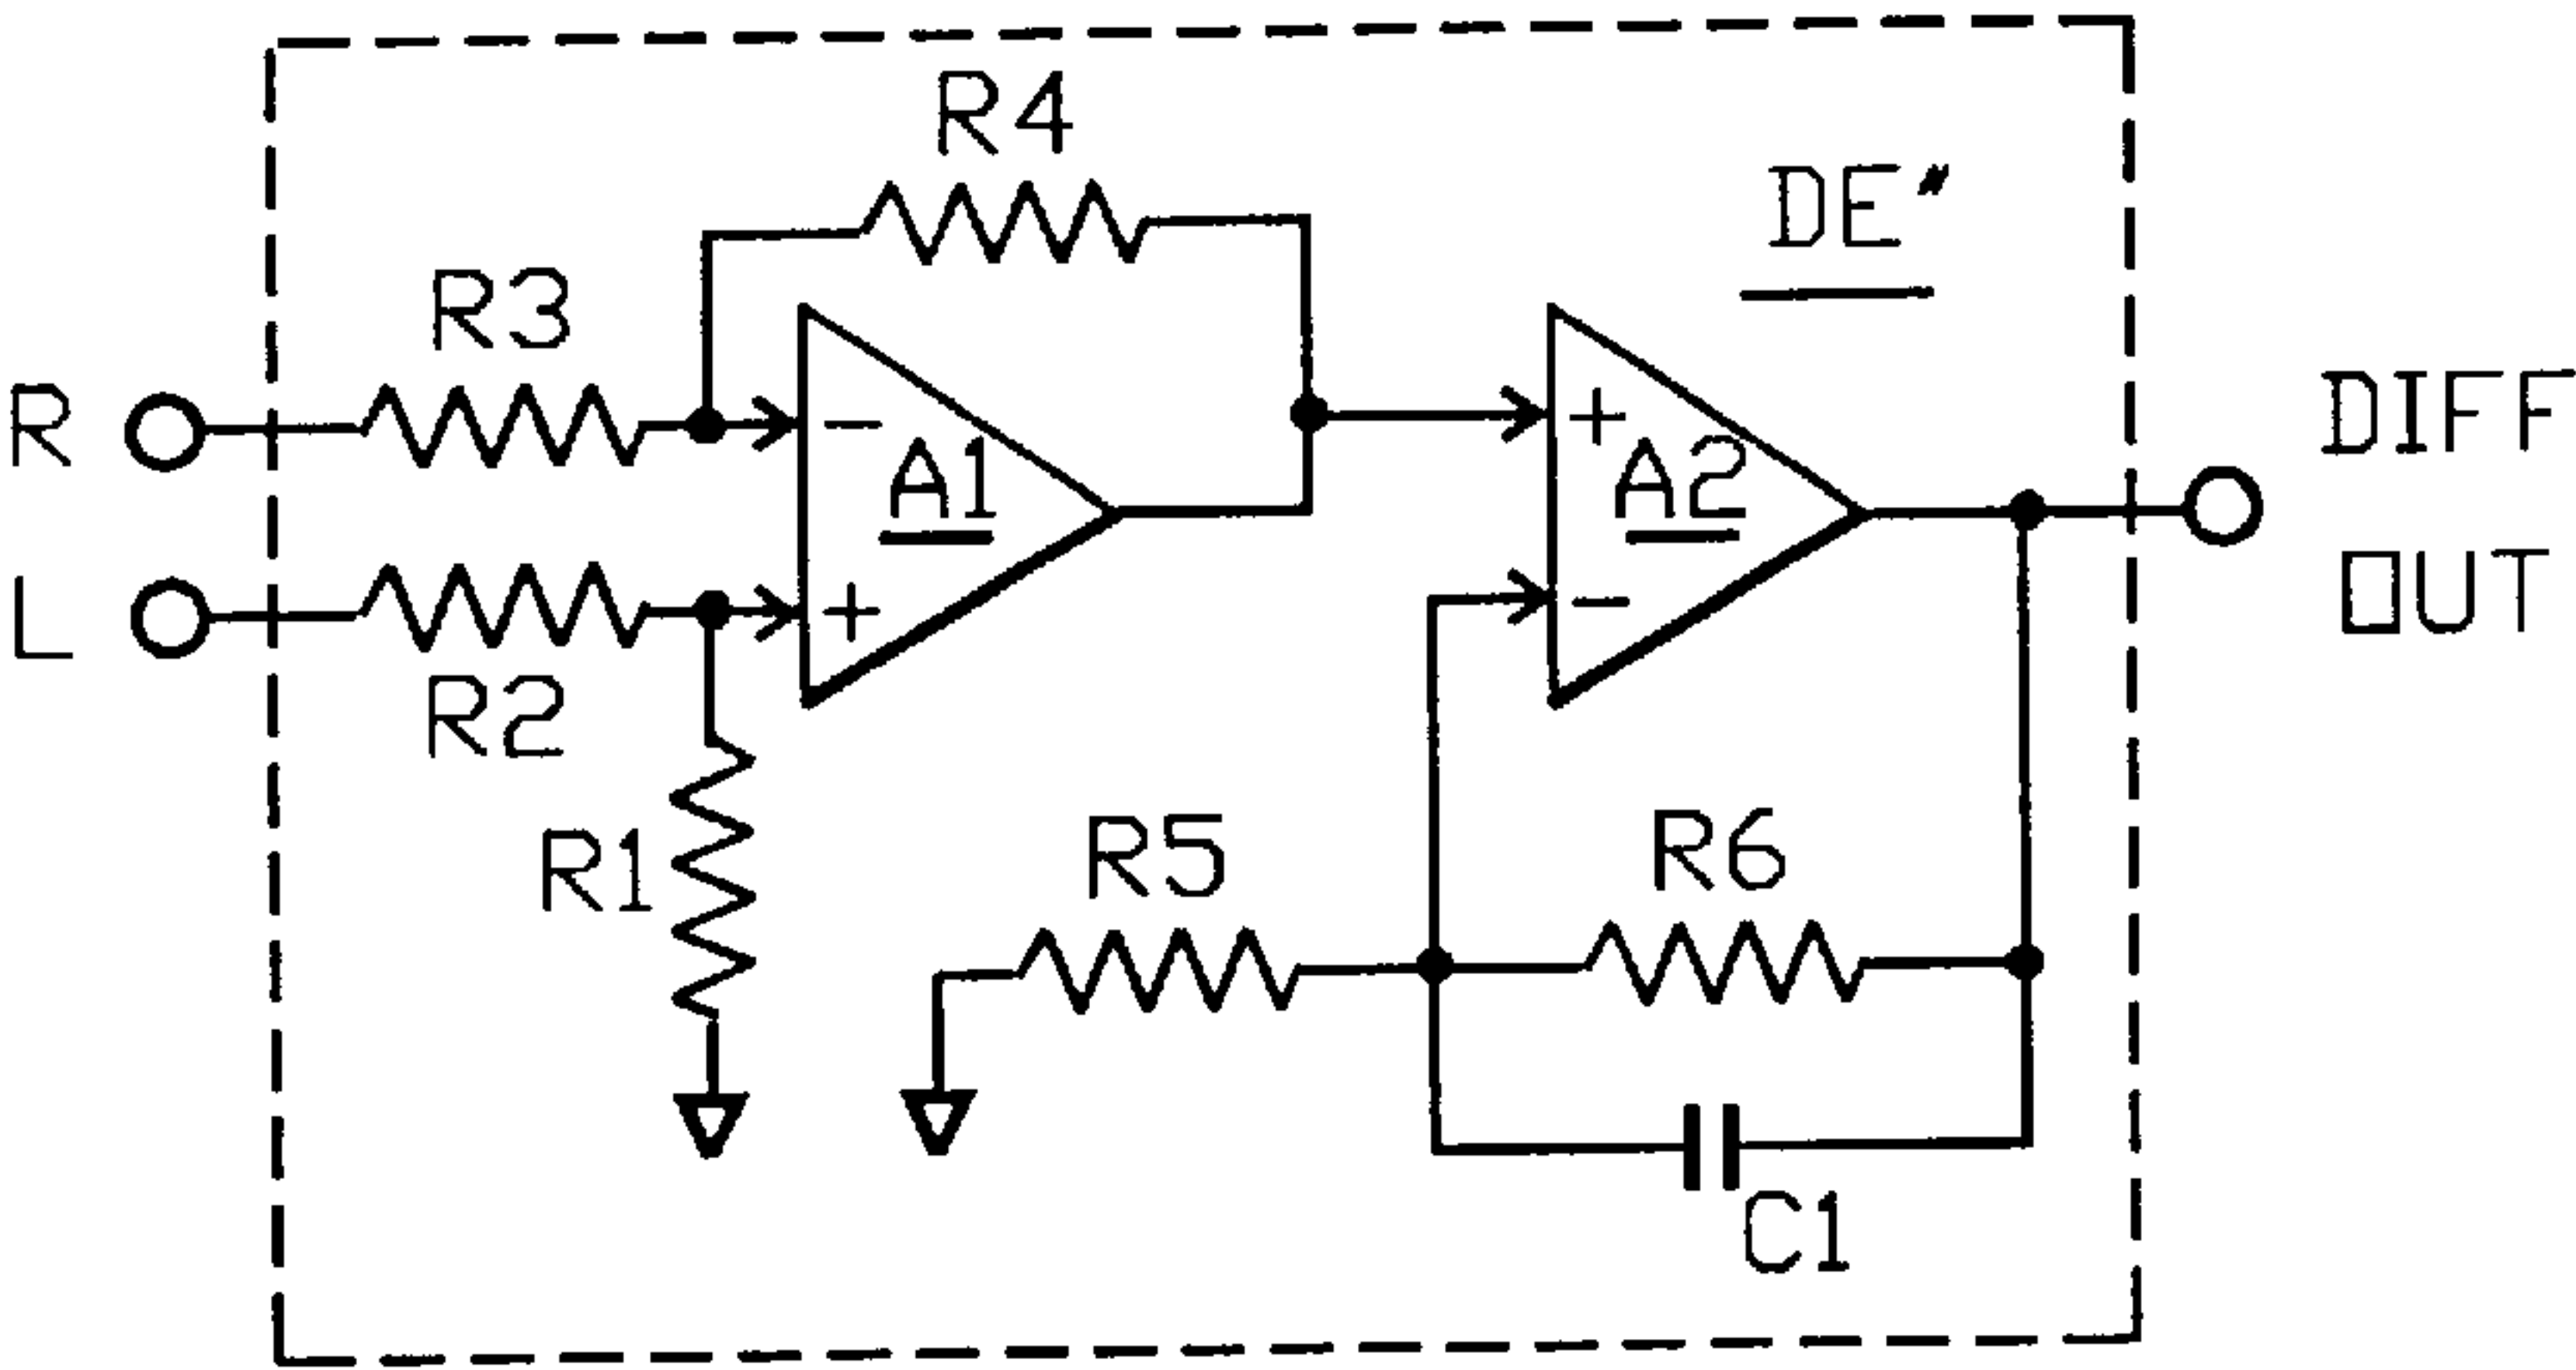 R4
DE"
R3
R
-
A1
+
A2
DIFF
OUT
L
+
-
R2
R1
R5
R6
C1